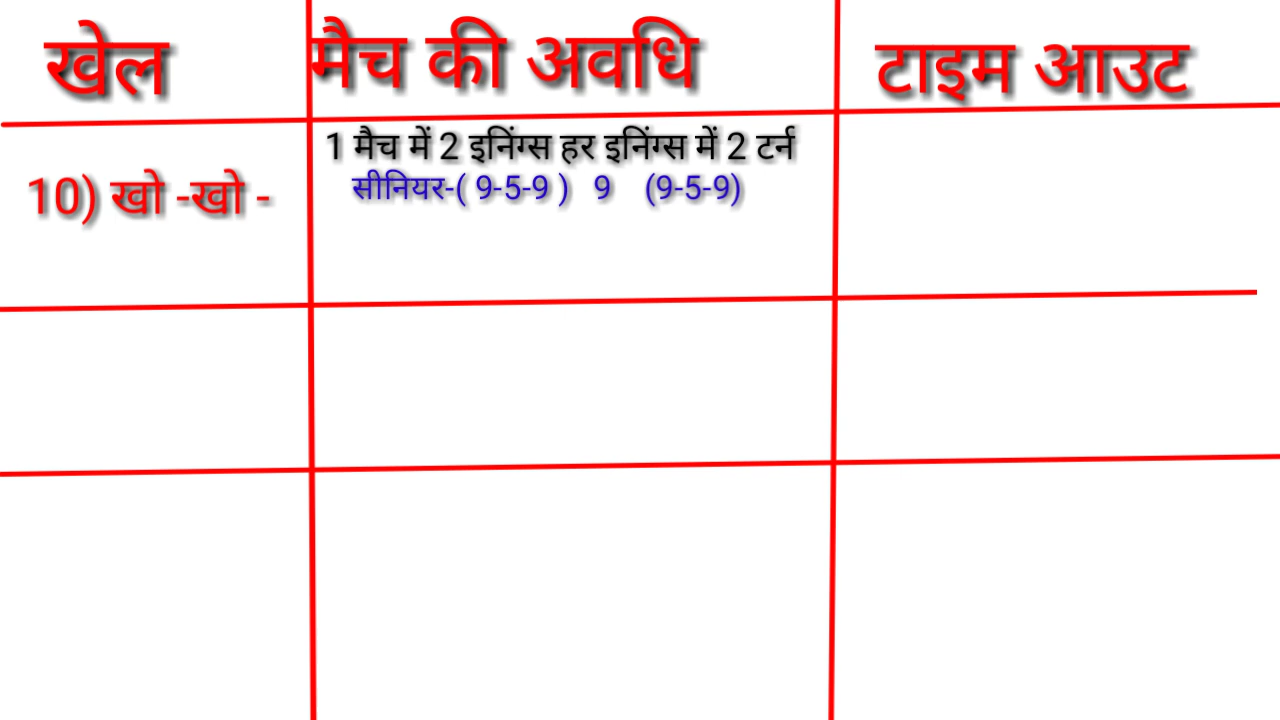 खेल मैच की अवधि टाइम आउट
1 मैच में 2 इनिंग्स हर इनिंग्स में 2 टर्न
10) खो -खो - सीनियर-( 9-5-9 ) 9 (9-5-9)